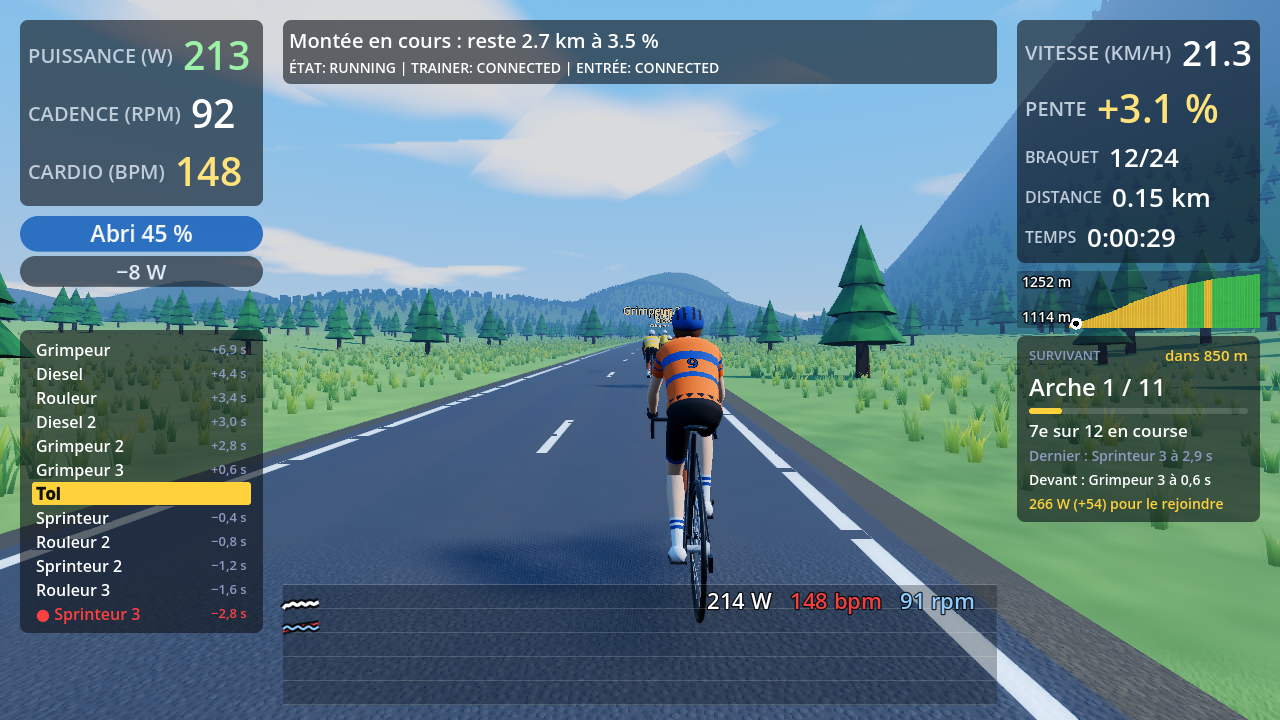 PUISSANCE (W) 213
CADENCE (RPM) 92
CARDIO (BPM) 148
Abri 45 %
−8 W
Grimpeur +6,9 s
Diesel +4,4 s
Rouleur +3,4 s
Diesel 2 +3,0 s
Grimpeur 2 +2,8 s
Grimpeur 3 +0,6 s
Toi
Sprinteur −0,4 s
Rouleur 2 −0,8 s
Sprinteur 2 −1,2 s
Rouleur 3 −1,6 s
Sprinteur 3 −2,8 s
Montée en cours : reste 2.7 km à 3.5 %
ÉTAT: RUNNING | TRAINER: CONNECTED | ENTRÉE: CONNECTED
9
214 W 148 bpm 91 rpm
VITESSE (KM/H) 21.3
PENTE +3.1 %
BRAQUET 12/24
DISTANCE 0.15 km
TEMPS 0:00:29
1252 m
1114 m
SURVIVANT dans 850 m
Arche 1 / 11
7e sur 12 en course
Dernier : Sprinteur 3 à 2,9 s
Devant : Grimpeur 3 à 0,6 s
266 W (+54) pour le rejoindre